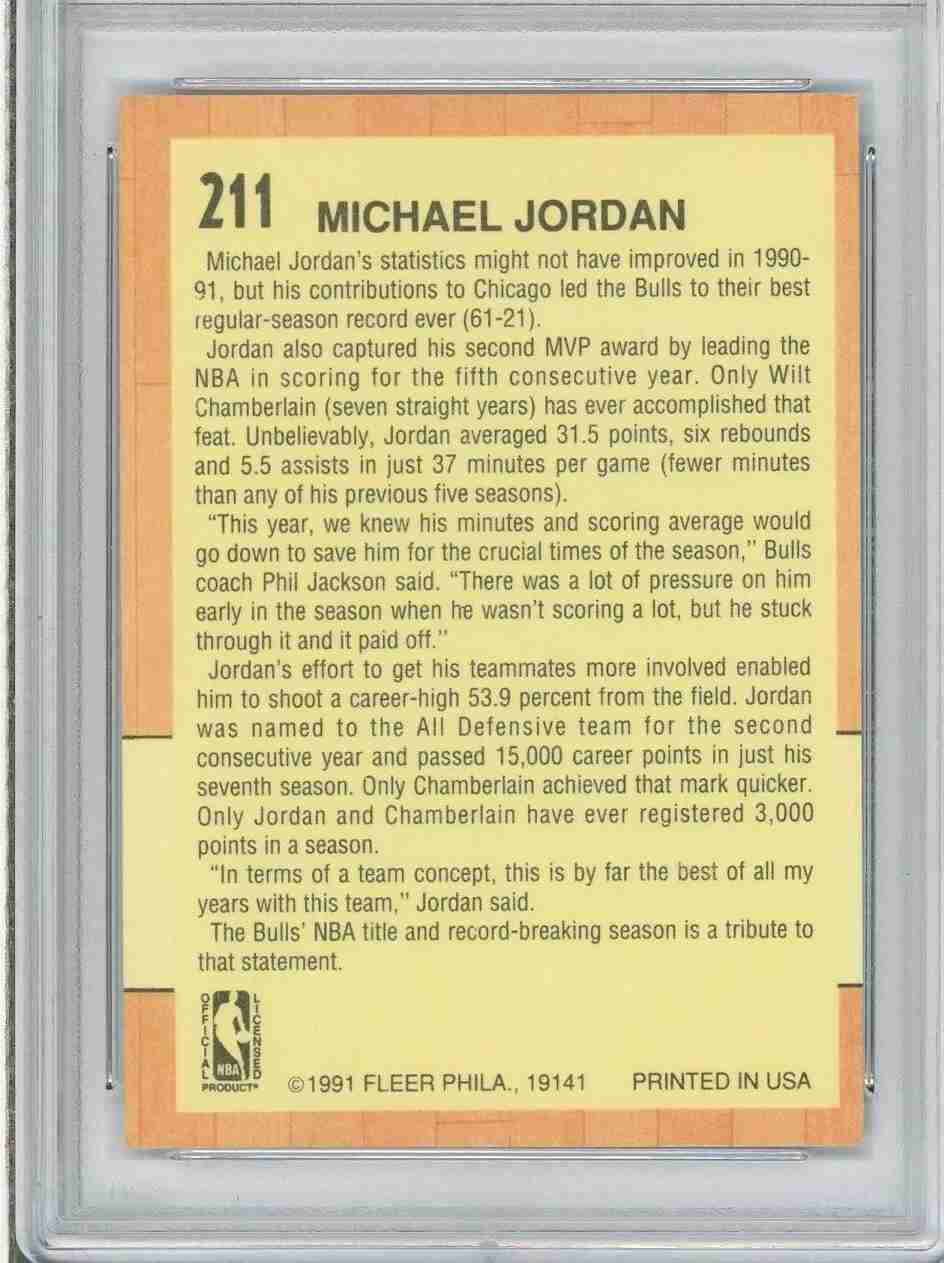 211 MICHAEL JORDAN
Michael Jordan's statistics might not have improved in 1990-
91, but his contributions to Chicago led the Bulls to their best
regular-season record ever (61-21).
Jordan also captured his second MVP award by leading the
NBA in scoring for the fifth consecutive year. Only Wilt
Chamberlain (seven straight years) has ever accomplished that
feat. Unbelievably, Jordan averaged 31.5 points, six rebounds
and 5.5 assists in just 37 minutes per game (fewer minutes
than any of his previous five seasons).
“This year, we knew his minutes and scoring average would
go down to save him for the crucial times of the season,” Bulls
coach Phil Jackson said. “There was a lot of pressure on him
early in the season when he wasn't scoring a lot, but he stuck
through it and it paid off.”
Jordan's effort to get his teammates more involved enabled
him to shoot a career-high 53.9 percent from the field. Jordan
was named to the All Defensive team for the second
consecutive year and passed 15,000 career points in just his
seventh season. Only Chamberlain achieved that mark quicker.
Only Jordan and Chamberlain have ever registered 3,000
points in a season.
“In terms of a team concept, this is by far the best of all my
years with this team,” Jordan said.
The Bulls' NBA title and record-breaking season is a tribute to
that statement.
OFFICIAL LICENSED
NBA
PRODUCT®
©1991 FLEER PHILA., 19141 PRINTED IN USA